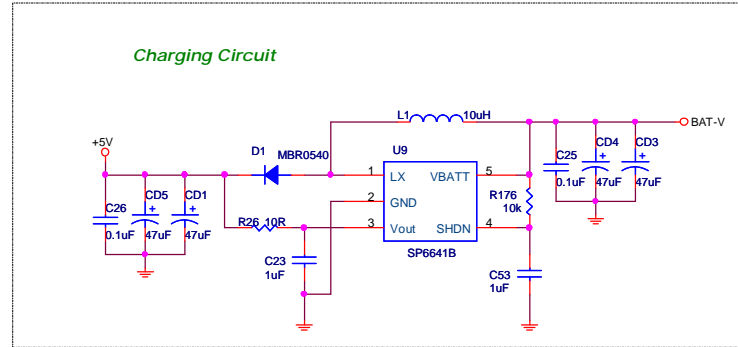 Charging Circuit
L1
10uH
BAT-V
+5V
D1
MBR0540
U9
1
LX
VBATT
5
2
GND
3
Vout
SHDN
4
SP6641B
C26
0.1uF
CD5
47uF
CD1
47uF
R26 10R
C23
1uF
R176
10k
C53
1uF
C25
0.1uF
CD4
47uF
CD3
47uF
+
+
+
+